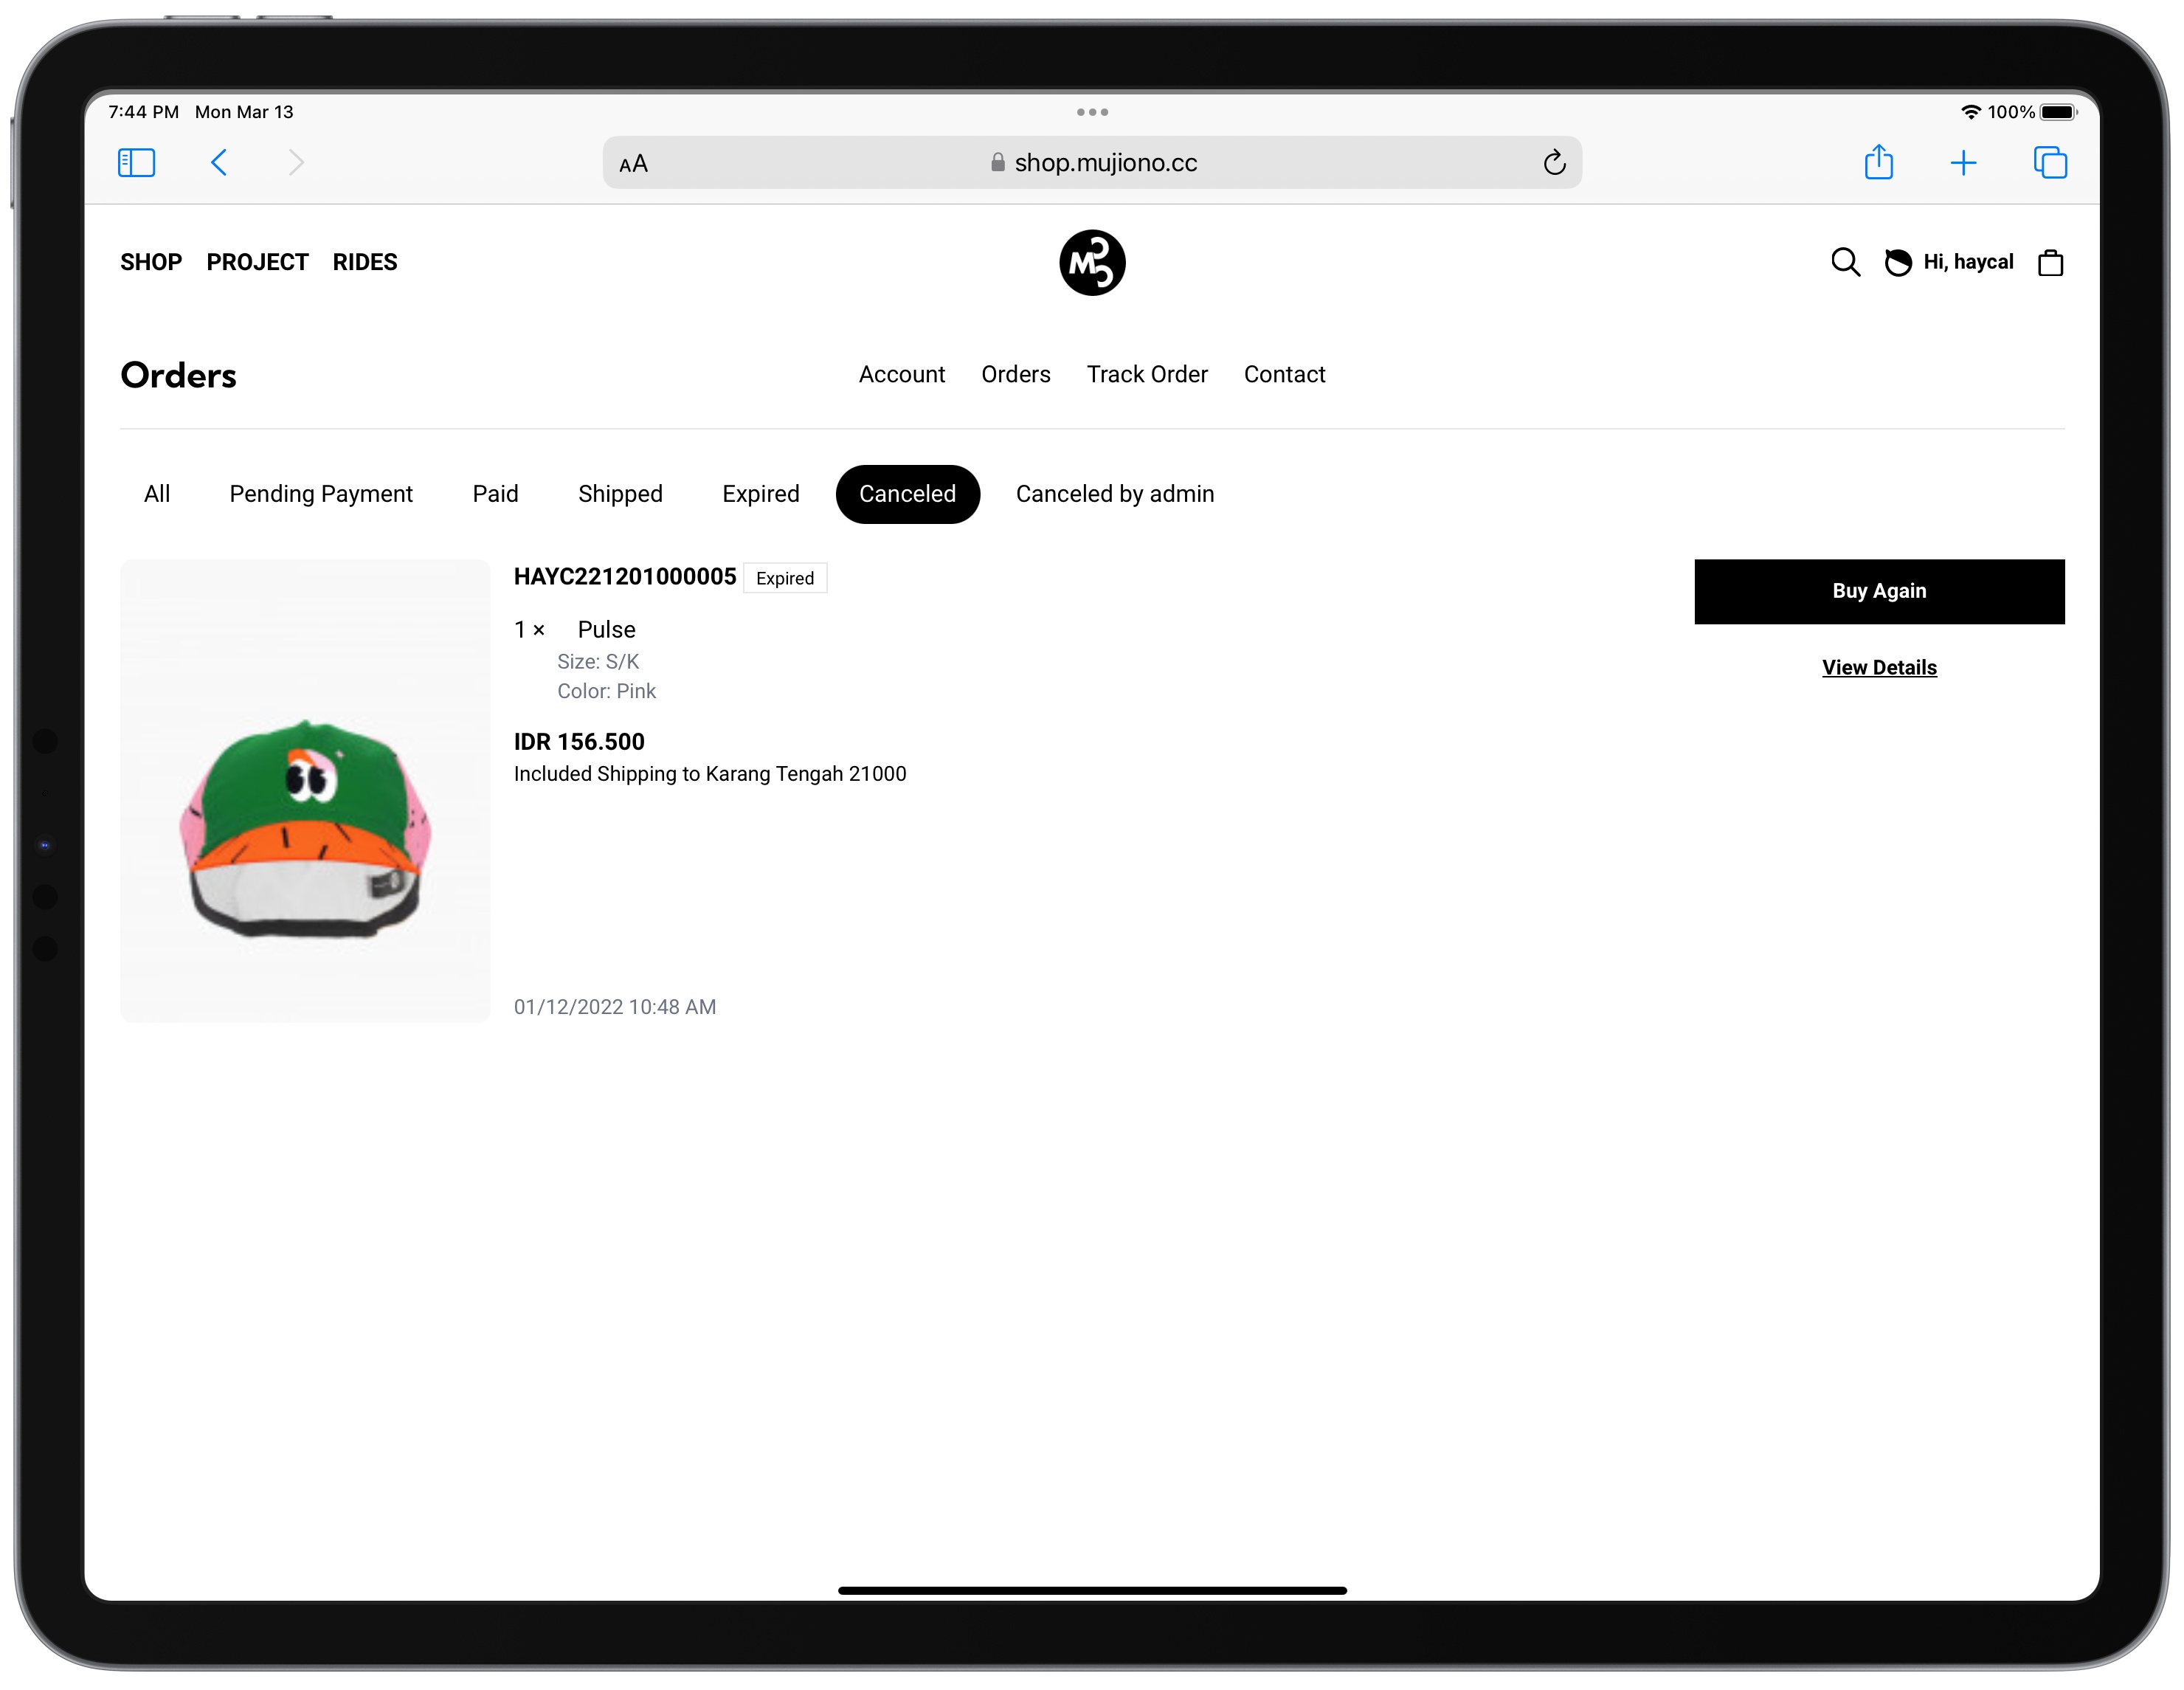 7:44 PM Mon Mar 13
100%
AA
shop.mujiono.cc
SHOP PROJECT RIDES
M
Hi, haycal
Orders
Account Orders Track Order Contact
All Pending Payment Paid Shipped Expired Canceled Canceled by admin
HAYC221201000005 Expired
Buy Again
1 × Pulse
Size: S/K
View Details
Color: Pink
IDR 156.500
Included Shipping to Karang Tengah 21000
01/12/2022 10:48 AM